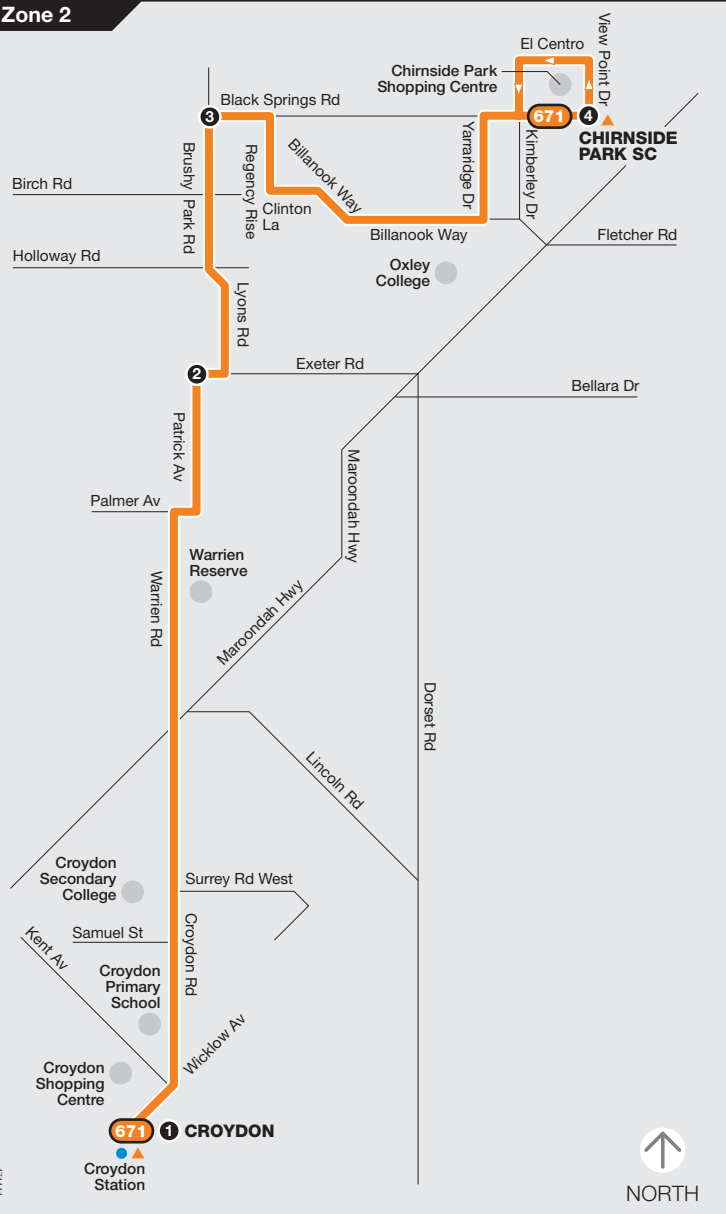 Zone 2
El Centro
View Point Dr
Chirnside Park
Shopping Centre
Black Springs Rd
3
671
4
CHIRNSIDE
PARK SC
Brushy Park Rd
Regency Rise
Billanook Way
Yarraridge Dr
Kimberley Dr
Birch Rd
Clinton
La
Billanook Way
Fletcher Rd
Holloway Rd
Oxley
College
Lyons Rd
Exeter Rd
2
Bellara Dr
Patrick Av
Maroondah Hwy
Palmer Av
Warrien
Reserve
Warrien Rd
Maroondah Hwy
Dorset Rd
Lincoln Rd
Croydon
Secondary
College
Surrey Rd West
Kent Av
Samuel St
Croydon Rd
Croydon
Primary
School
Wicklow Av
Croydon
Shopping
Centre
671
1
CROYDON
Croydon
Station
NORTH